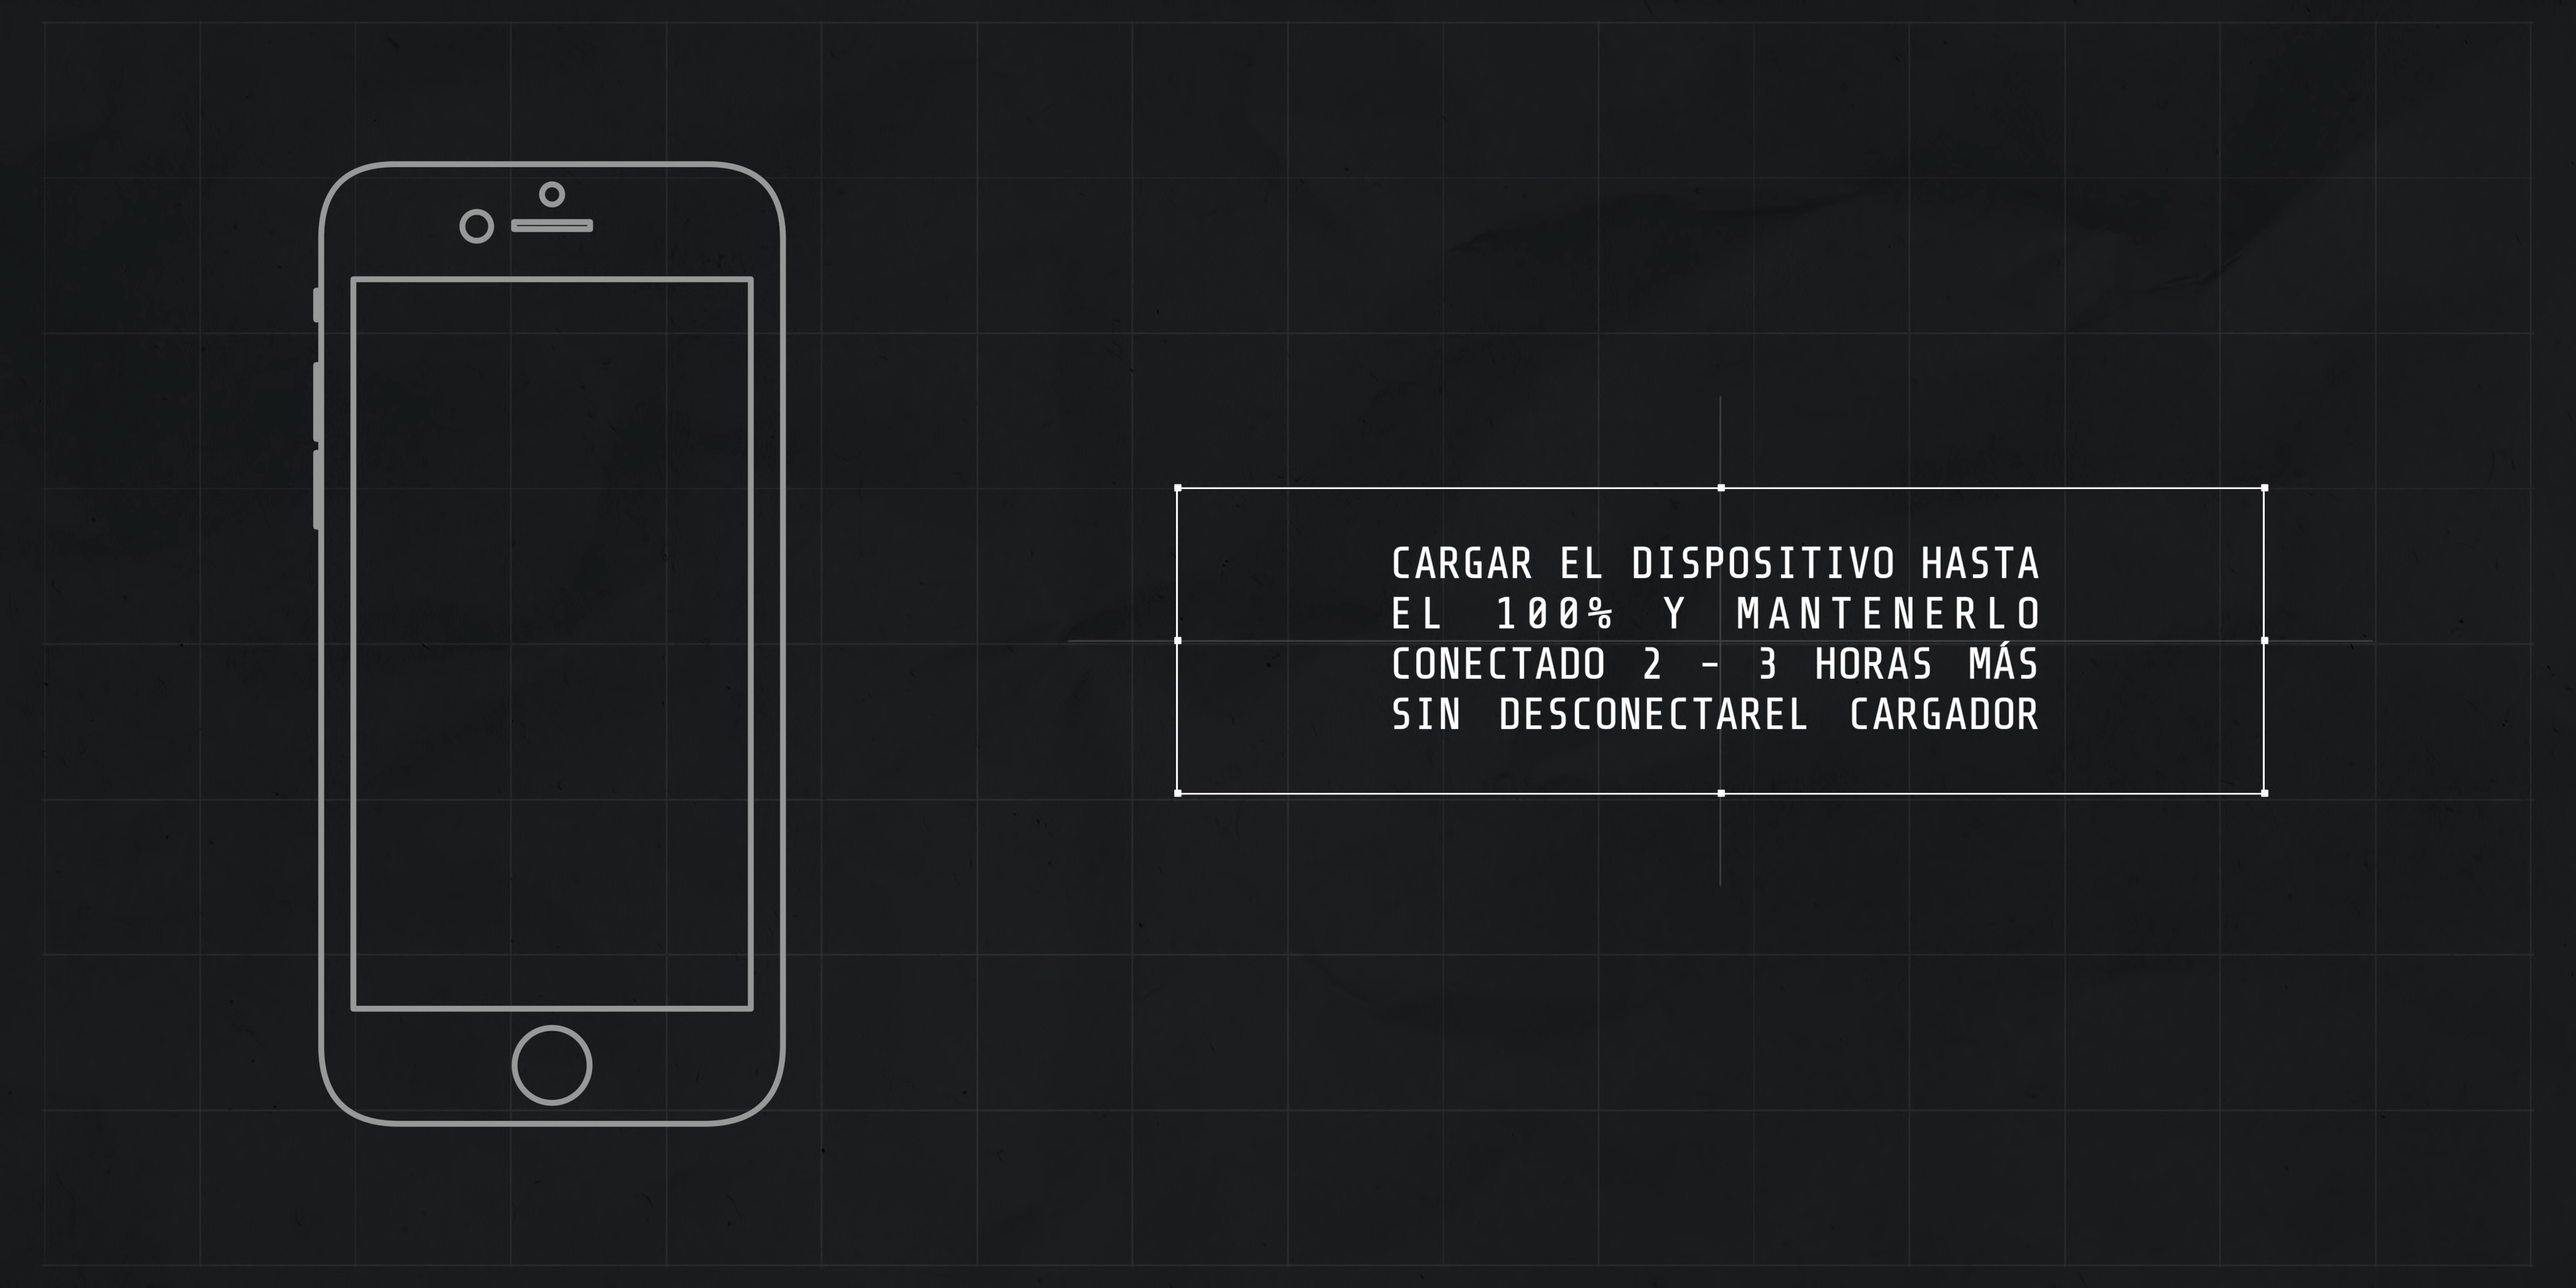 CARGAR EL DISPOSITIVO HASTA
EL 100% Y MANTENERLO
CONECTADO 2 - 3 HORAS MÁS
SIN DESCONECTAREL CARGADOR